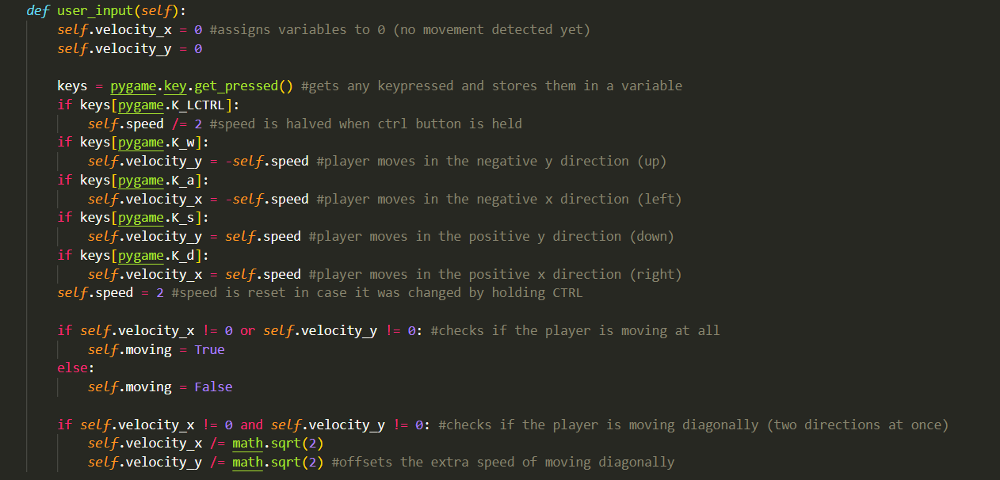 def user_input(self):
    self.velocity_x = 0 #assigns variables to 0 (no movement detected yet)
    self.velocity_y = 0

    keys = pygame.key.get_pressed() #gets any keypressed and stores them in a variable
    if keys[pygame.K_LCTRL]:
        self.speed /= 2 #speed is halved when ctrl button is held
    if keys[pygame.K_w]:
        self.velocity_y = -self.speed #player moves in the negative y direction (up)
    if keys[pygame.K_a]:
        self.velocity_x = -self.speed #player moves in the negative x direction (left)
    if keys[pygame.K_s]:
        self.velocity_y = self.speed #player moves in the positive y direction (down)
    if keys[pygame.K_d]:
        self.velocity_x = self.speed #player moves in the positive x direction (right)
    self.speed = 2 #speed is reset in case it was changed by holding CTRL

    if self.velocity_x != 0 or self.velocity_y != 0: #checks if the player is moving at all
        self.moving = True
    else:
        self.moving = False

    if self.velocity_x != 0 and self.velocity_y != 0: #checks if the player is moving diagonally (two directions at once)
        self.velocity_x /= math.sqrt(2)
        self.velocity_y /= math.sqrt(2) #offsets the extra speed of moving diagonally